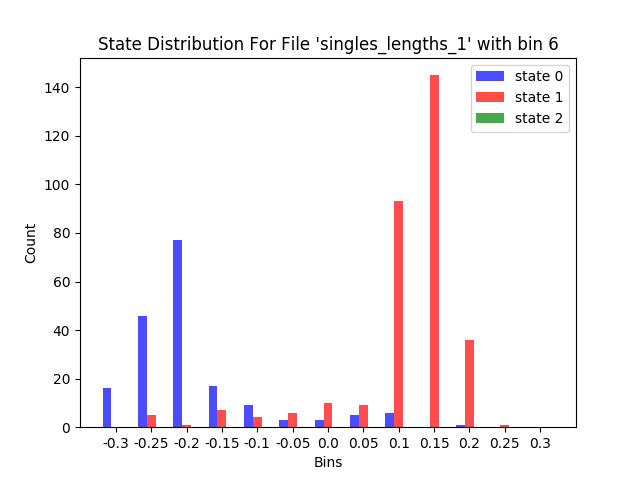 State Distribution For File 'singles_lengths_1' with bin 6
state 0
state 1
state 2
140
120
100
80
60
40
20
0
Count
-0.3 -0.25 -0.2 -0.15 -0.1 -0.05 0.0 0.05 0.1 0.15 0.2 0.25 0.3
Bins